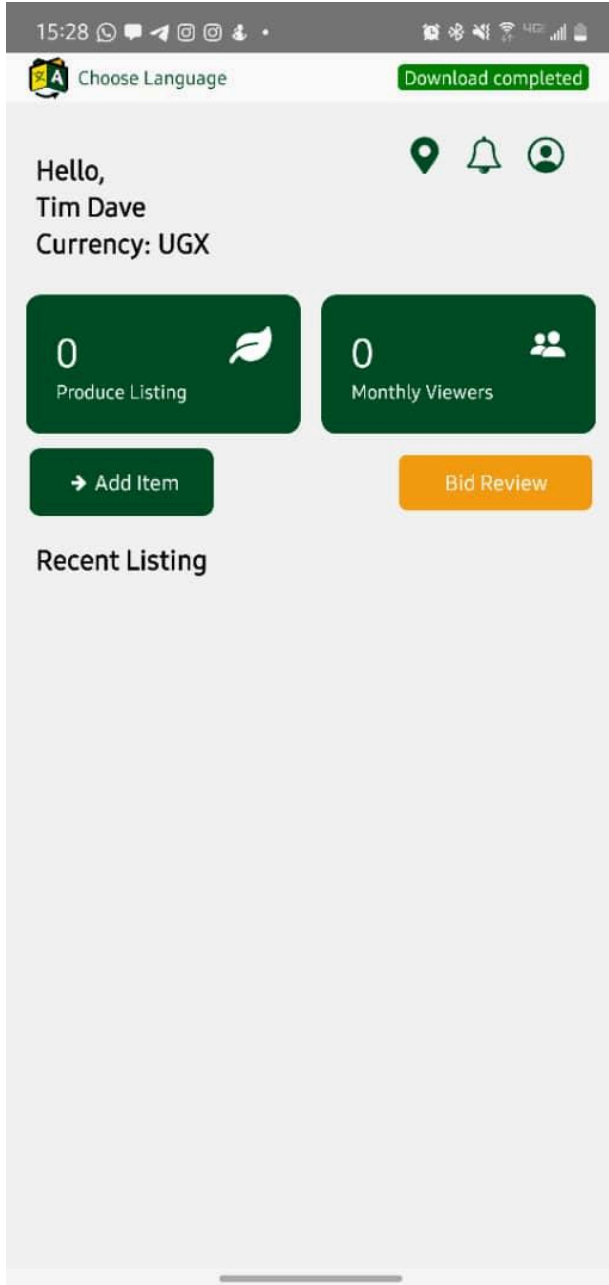 15:28
4G
Choose Language
Download completed
Hello,
Tim Dave
Currency: UGX
0
Produce Listing
0
Monthly Viewers
Add Item
Bid Review
Recent Listing